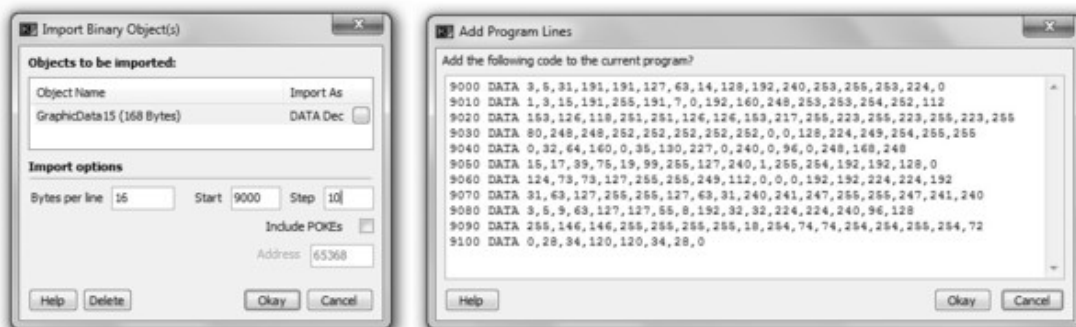 Import Binary Object(s)
Objects to be imported:
Object Name Import As
GraphicData15 (168 Bytes) DATA Dec
Import options
Bytes per line 16 Start 9000 Step 10
Include POKEs
Address 65368
Help Delete Okay Cancel
Add Program Lines
Add the following code to the current program?
9000 DATA 3,5,31,191,191,127,63,14,128,192,240,253,255,253,224,0
9010 DATA 1,3,15,191,255,191,7,0,192,160,248,253,253,254,252,112
9020 DATA 153,126,118,251,251,126,126,153,217,255,223,255,223,255,223,255
9030 DATA 80,248,248,252,252,252,252,252,0,0,128,224,249,254,255,255
9040 DATA 0,32,64,160,0,35,130,227,0,240,0,96,0,248,168,248
9050 DATA 15,17,39,75,19,99,255,127,240,1,255,254,192,192,128,0
9060 DATA 124,73,73,127,255,255,249,112,0,0,0,192,192,224,224,192
9070 DATA 31,63,127,255,255,127,63,31,240,241,247,255,255,247,241,240
9080 DATA 3,5,9,63,127,127,55,8,192,32,32,224,224,240,96,128
9090 DATA 255,146,146,255,255,255,255,18,254,74,74,254,254,255,254,72
9100 DATA 0,28,34,120,120,34,28,0
Help Okay Cancel